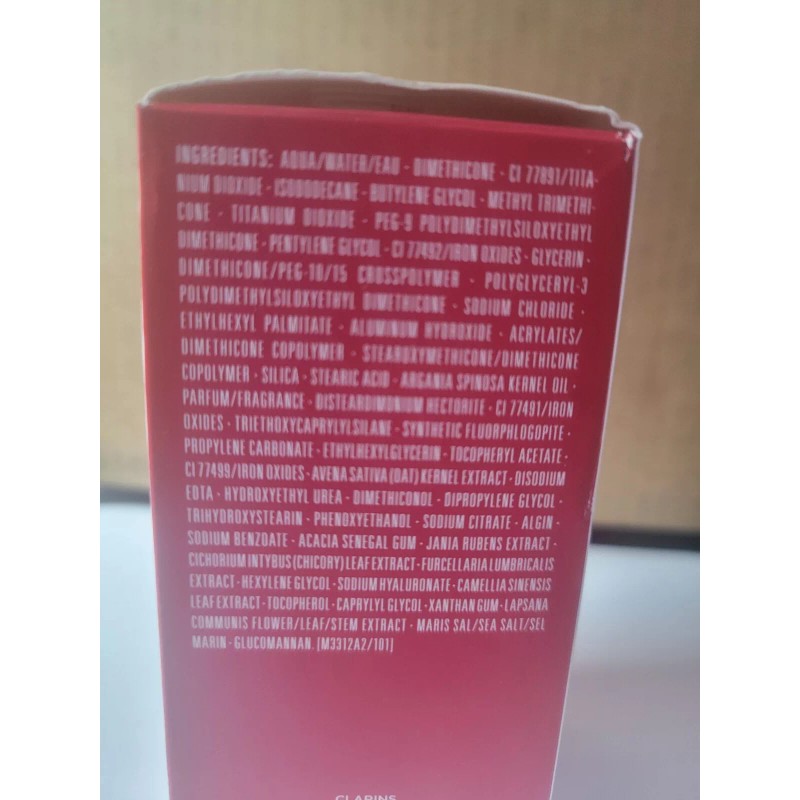 INGREDIENTS: AQUA/WATER/EAU - DIMETHICONE - CI 77891/TITA-
NIUM DIOXIDE - ISODODECANE - BUTYLENE GLYCOL - METHYL TRIMETHI-
CONE - TITANIUM DIOXIDE - PEG-9 POLYDIMETHYLSILOXYETHYL
DIMETHICONE - PENTYLENE GLYCOL - CI 77492/IRON OXIDES - GLYCERIN -
DIMETHICONE/PEG-10/15 CROSSPOLYMER - POLYGLYCERYL-3
POLYDIMETHYLSILOXYETHYL DIMETHICONE - SODIUM CHLORIDE -
ETHYLHEXYL PALMITATE - ALUMINUM HYDROXIDE - ACRYLATES/
DIMETHICONE COPOLYMER - STEAROXYMETHICONE/DIMETHICONE
COPOLYMER - SILICA - STEARIC ACID - ARGANIA SPINOSA KERNEL OIL -
PARFUM/FRAGRANCE - DISTEARDIMONIUM HECTORITE - CI 77491/IRON
OXIDES - TRIETHOXYCAPRYLYLSILANE - SYNTHETIC FLUORPHLOGOPITE -
PROPYLENE CARBONATE - ETHYLHEXYLGLYCERIN - TOCOPHERYL ACETATE -
CI 77499/IRON OXIDES - AVENA SATIVA (OAT) KERNEL EXTRACT - DISODIUM
EDTA - HYDROXYETHYL UREA - DIMETHICONOL - DIPROPYLENE GLYCOL -
TRIHYDROXYSTEARIN - PHENOXYETHANOL - SODIUM CITRATE - ALGIN -
SODIUM BENZOATE - ACACIA SENEGAL GUM - JANIA RUBENS EXTRACT -
CICHORIUM INTYBUS (CHICORY) LEAF EXTRACT - FURCELLARIA LUMBRICALIS
EXTRACT - HEXYLENE GLYCOL - SODIUM HYALURONATE - CAMELLIA SINENSIS
LEAF EXTRACT - TOCOPHEROL - CAPRYLYL GLYCOL - XANTHAN GUM - LAPSANA
COMMUNIS FLOWER/LEAF/STEM EXTRACT - MARIS SAL/SEA SALT/SEL
MARIN - GLUCOMANNAN. [M3312A2/101]
CLARINS